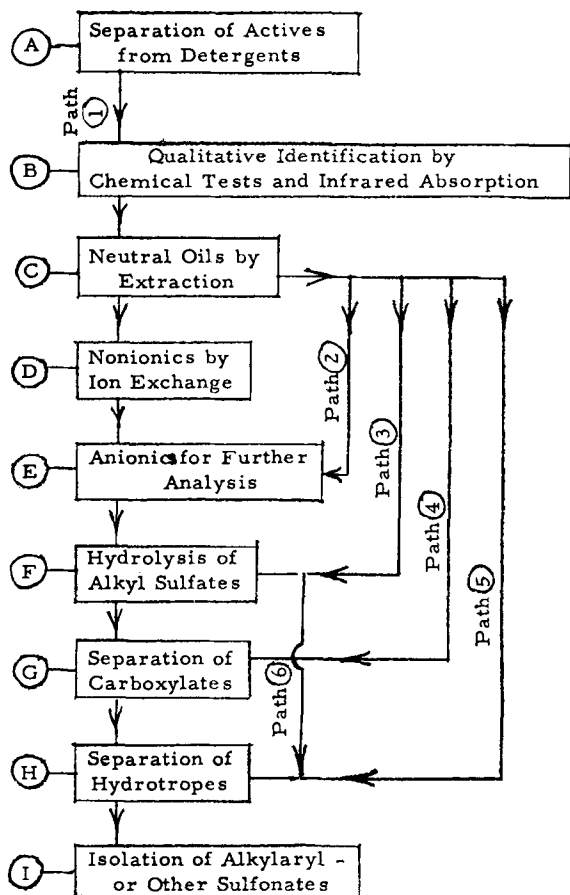 A
Separation of Actives
from Detergents
Path 1
B
Qualitative Identification by
Chemical Tests and Infrared Absorption
C
Neutral Oils by
Extraction
D
Nonionics by
Ion Exchange
Path 2
E
Anionics for Further
Analysis
Path 3
F
Hydrolysis of
Alkyl Sulfates
Path 4
Path 5
G
Separation of
Carboxylates
Path 6
H
Separation of
Hydrotropes
I
Isolation of Alkylaryl -
or Other Sulfonates